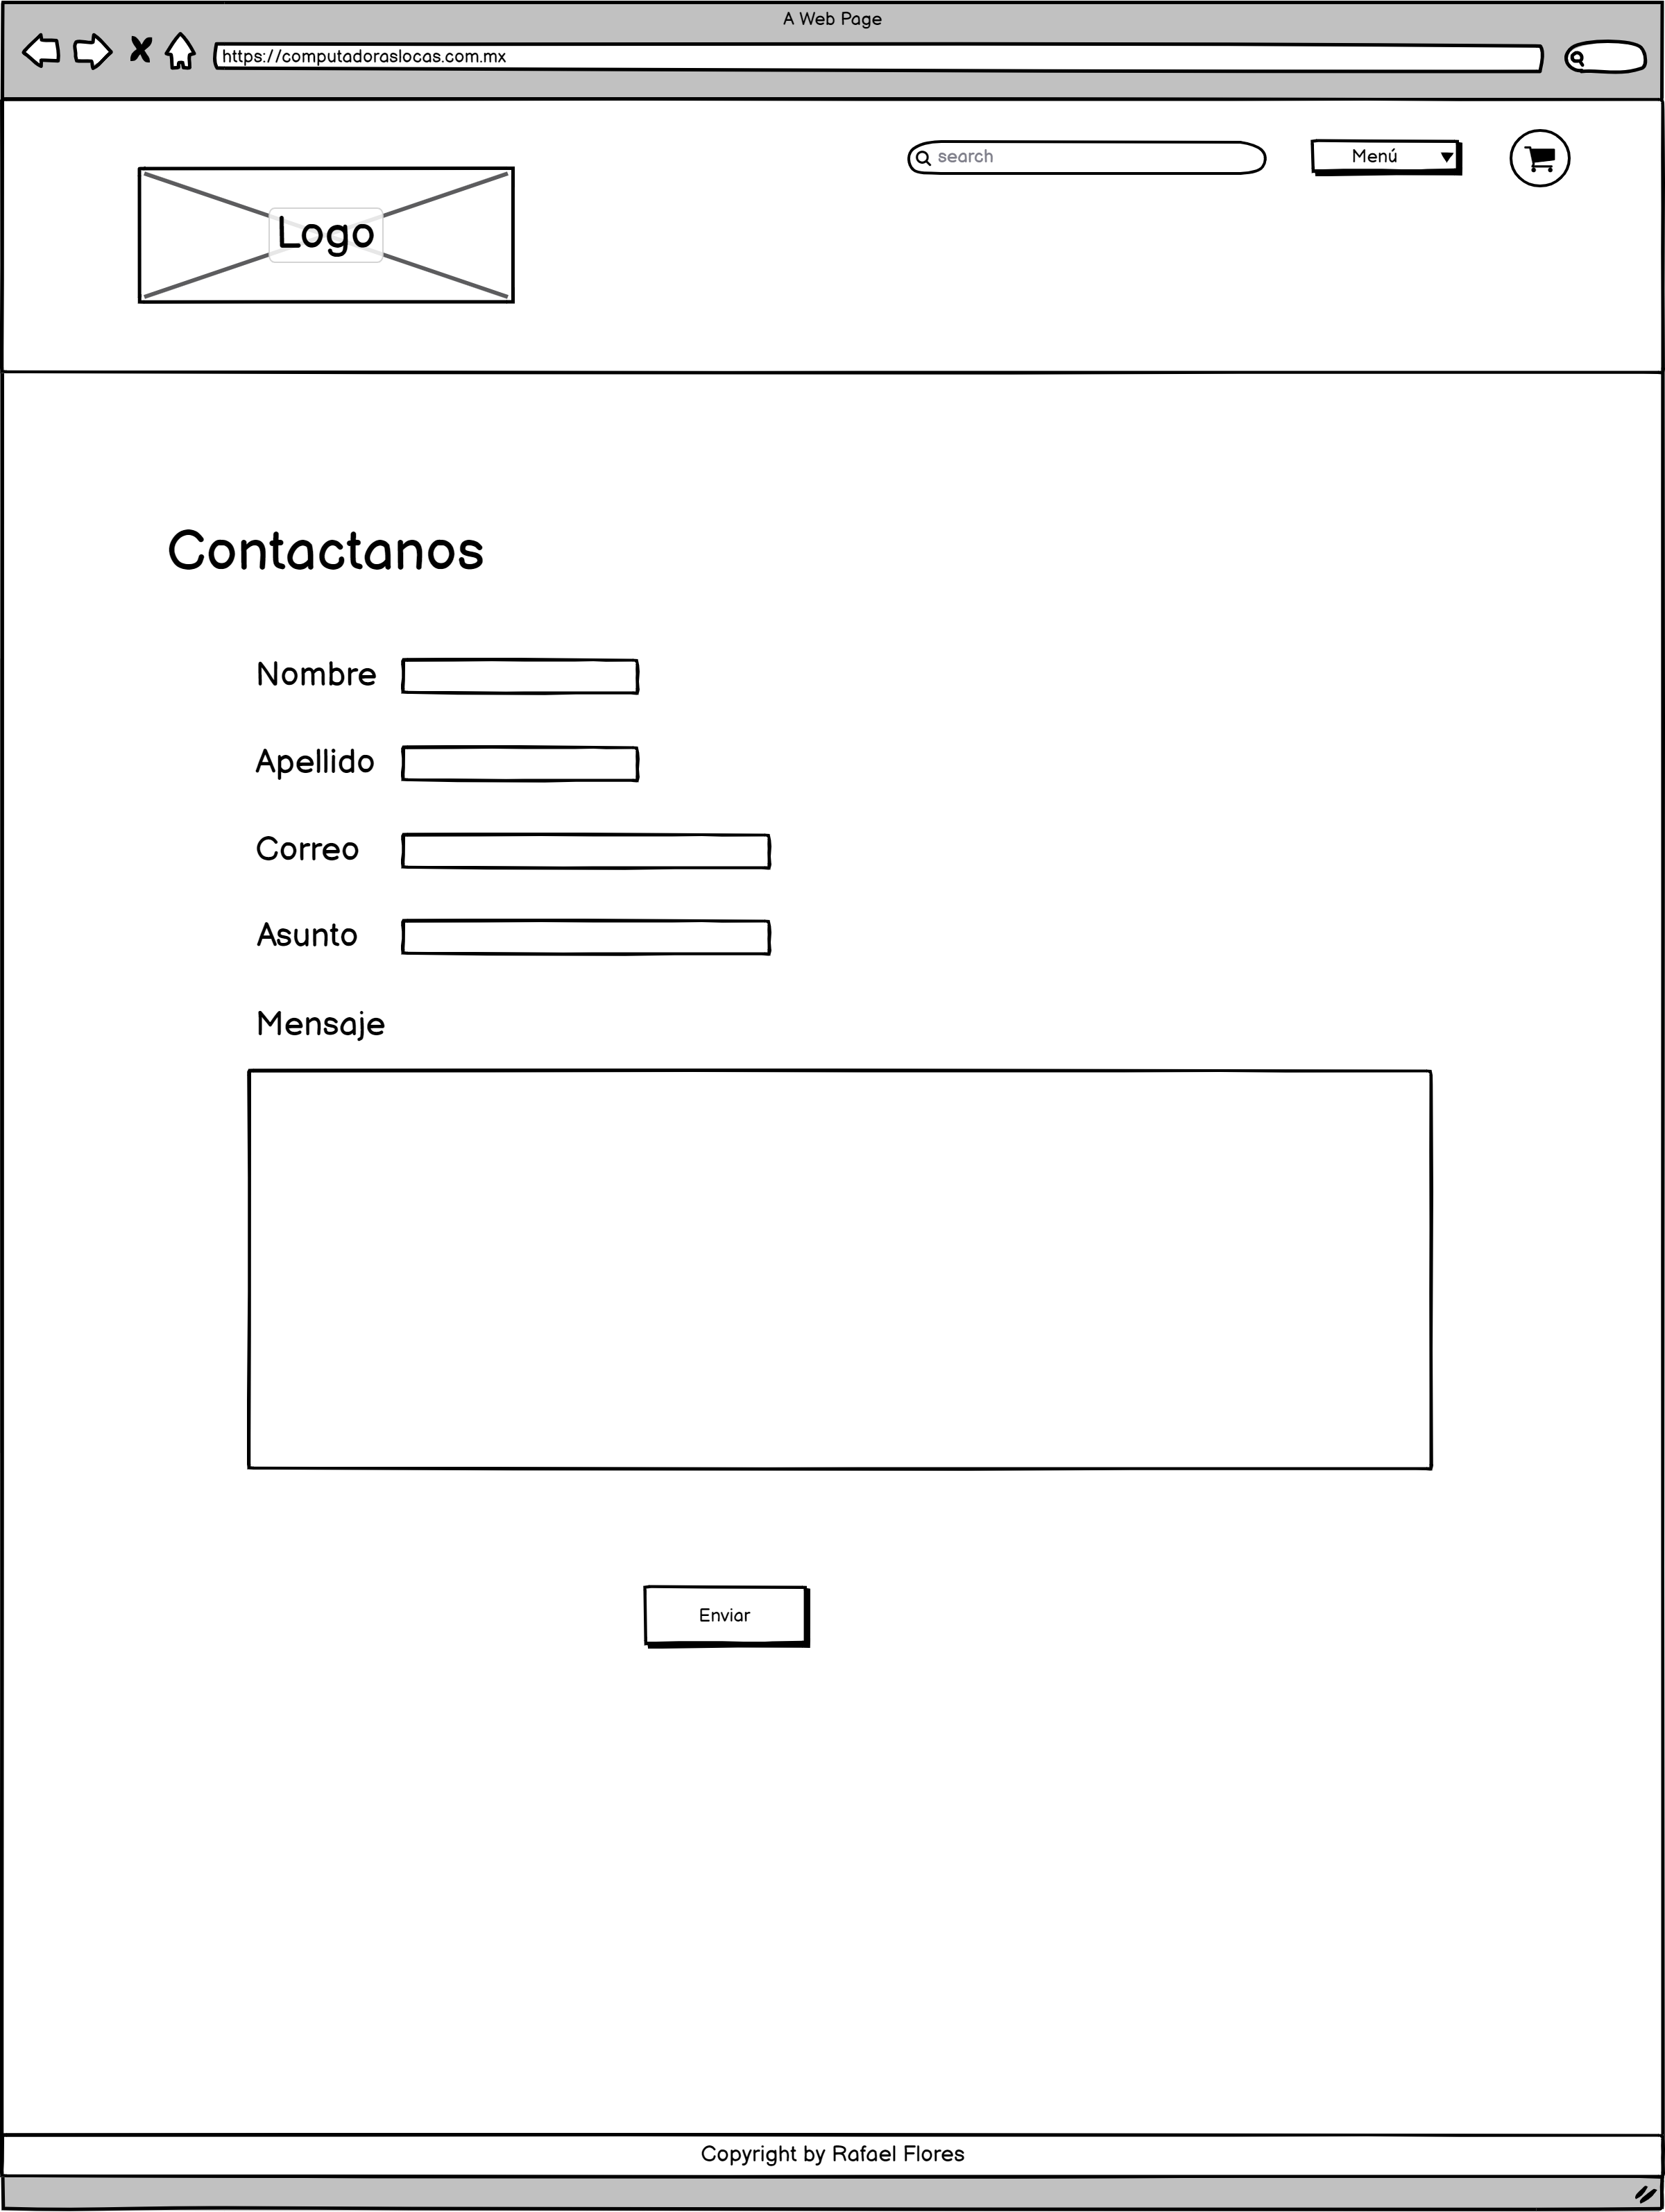 A Web Page
https://computadoraslocas.com.mx
search
Menú
Logo
Contactanos
Nombre
Apellido
Correo
Asunto
Mensaje
Enviar
Copyright by Rafael Flores